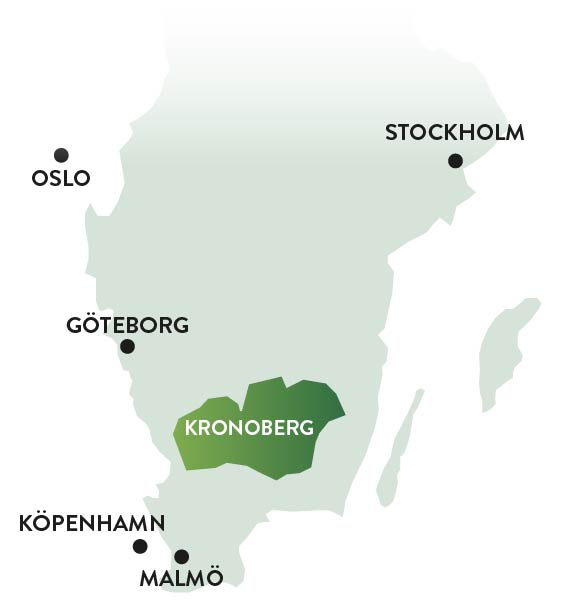 STOCKHOLM
OSLO
GÖTEBORG
KRONOBERG
KÖPENHAMN
MALMÖ